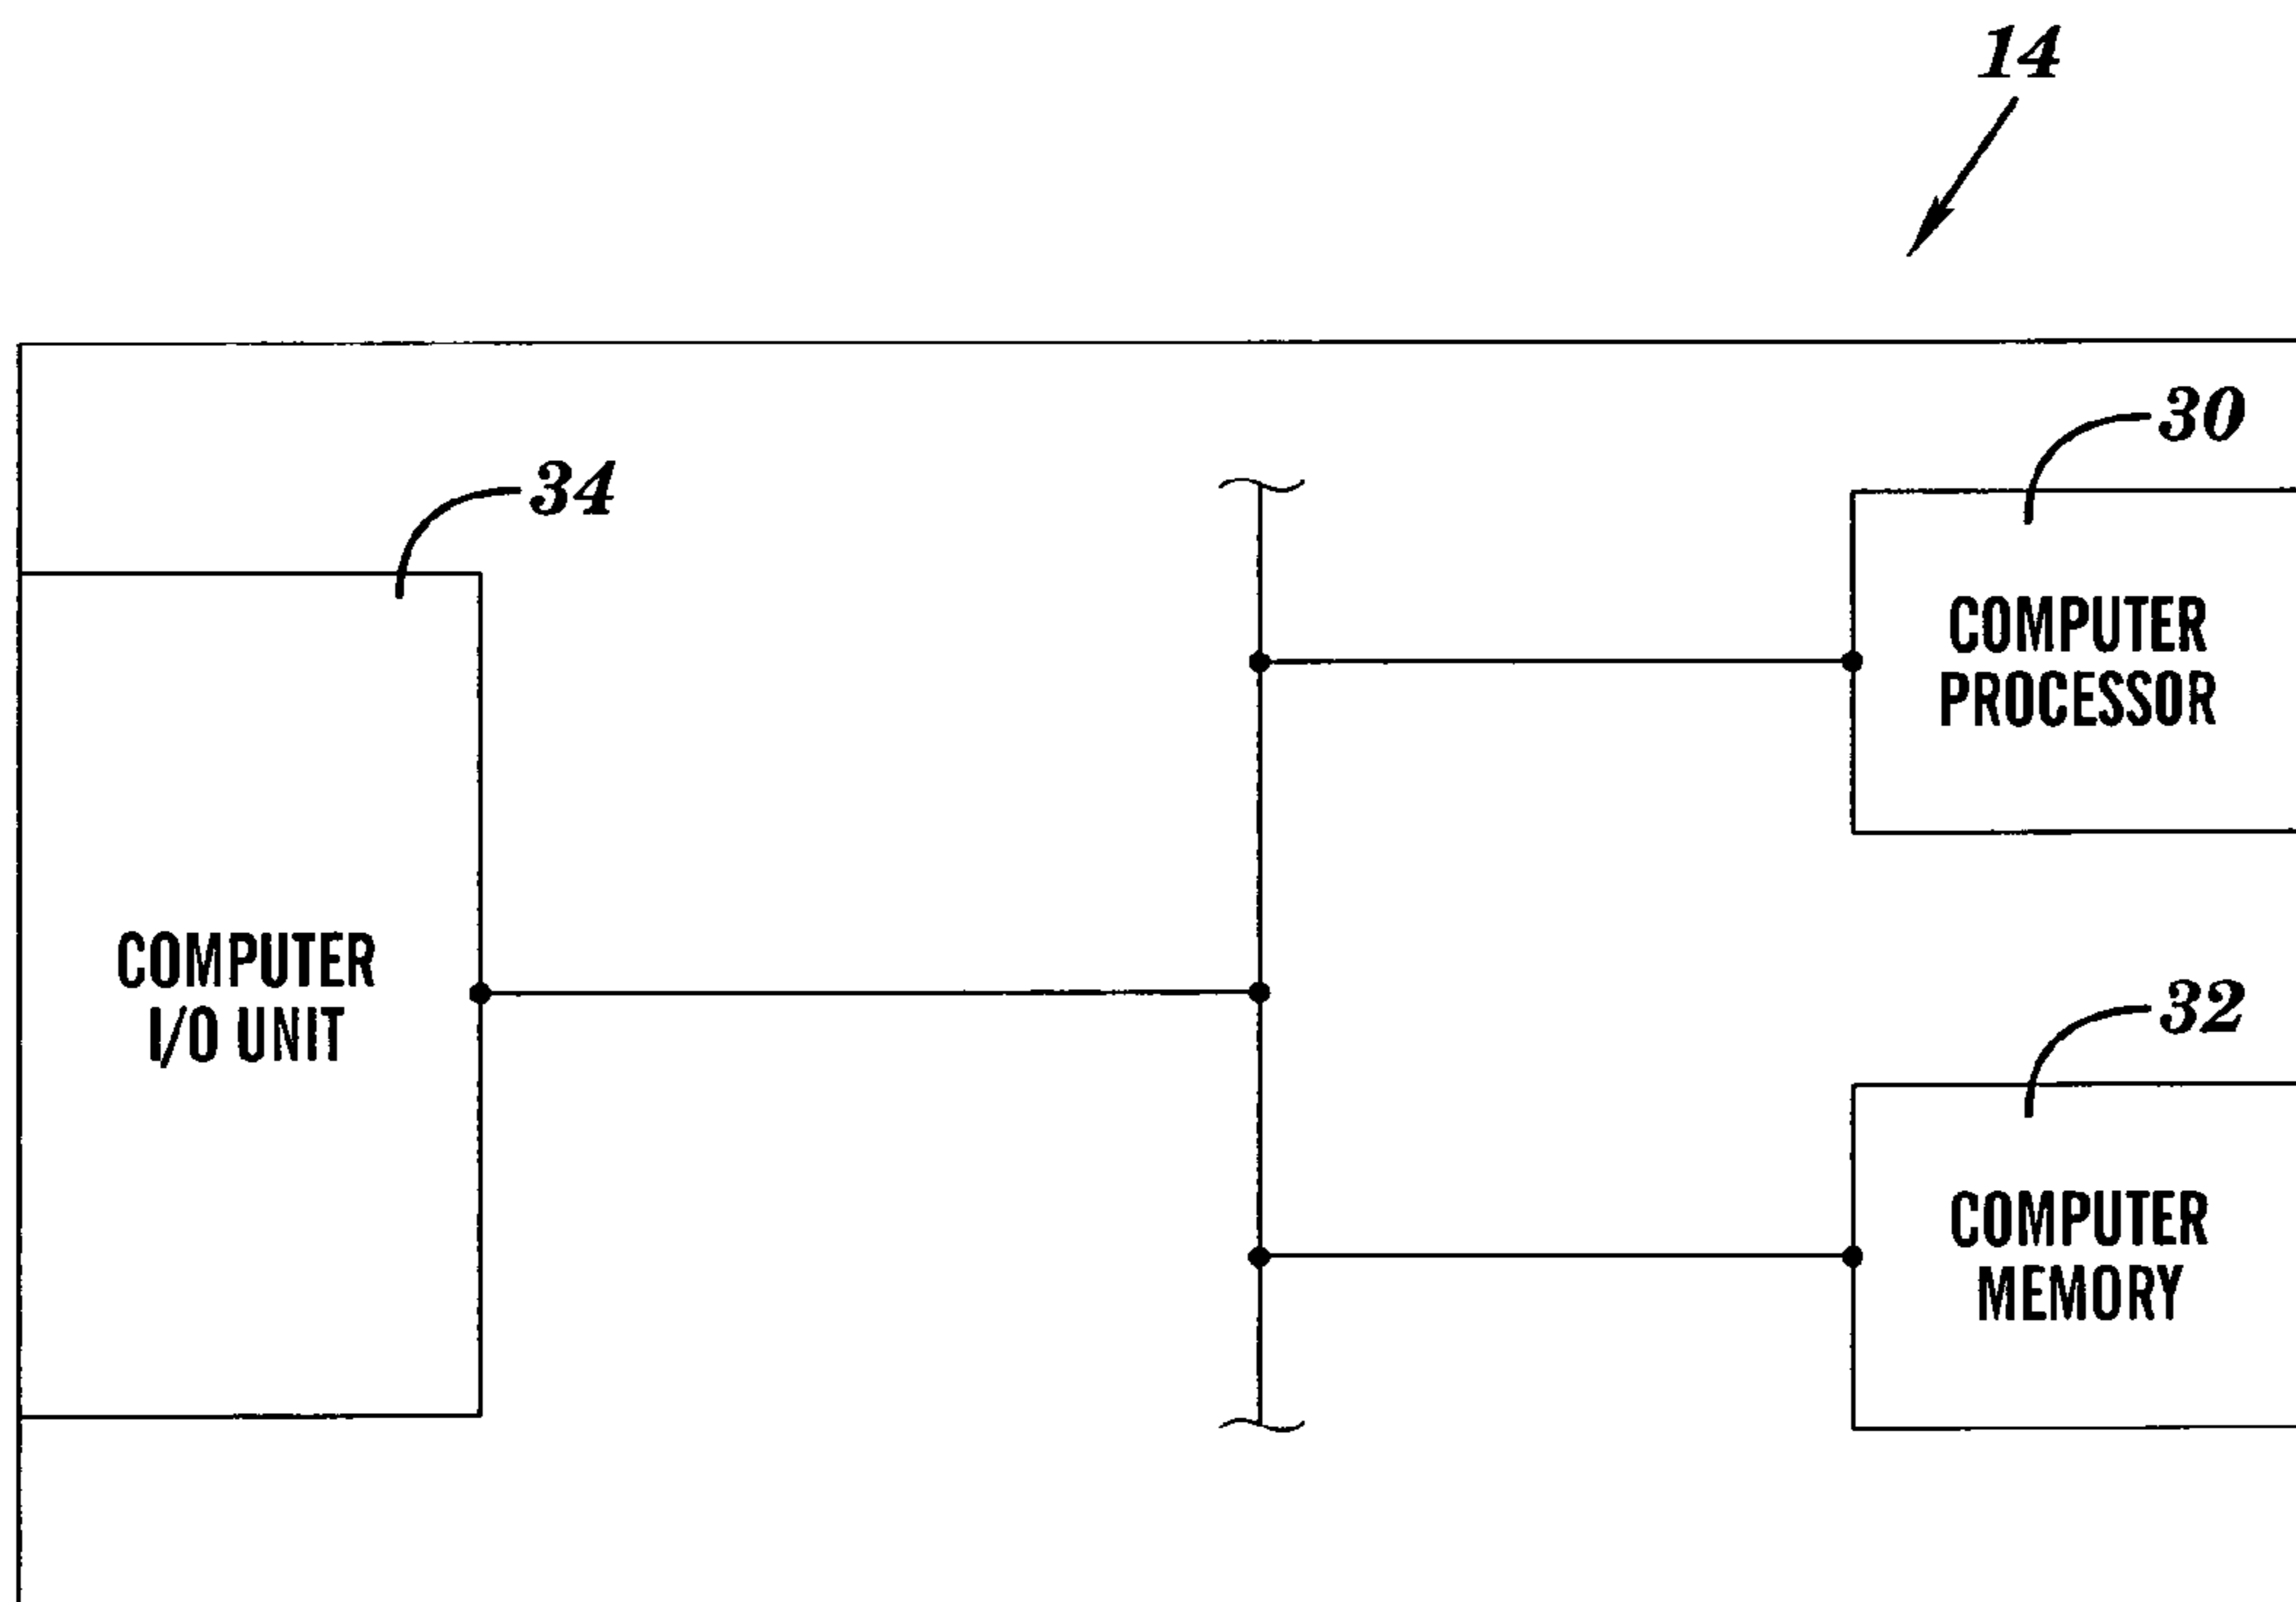 14
30
34
COMPUTER
PROCESSOR
COMPUTER
I/O UNIT
32
COMPUTER
MEMORY